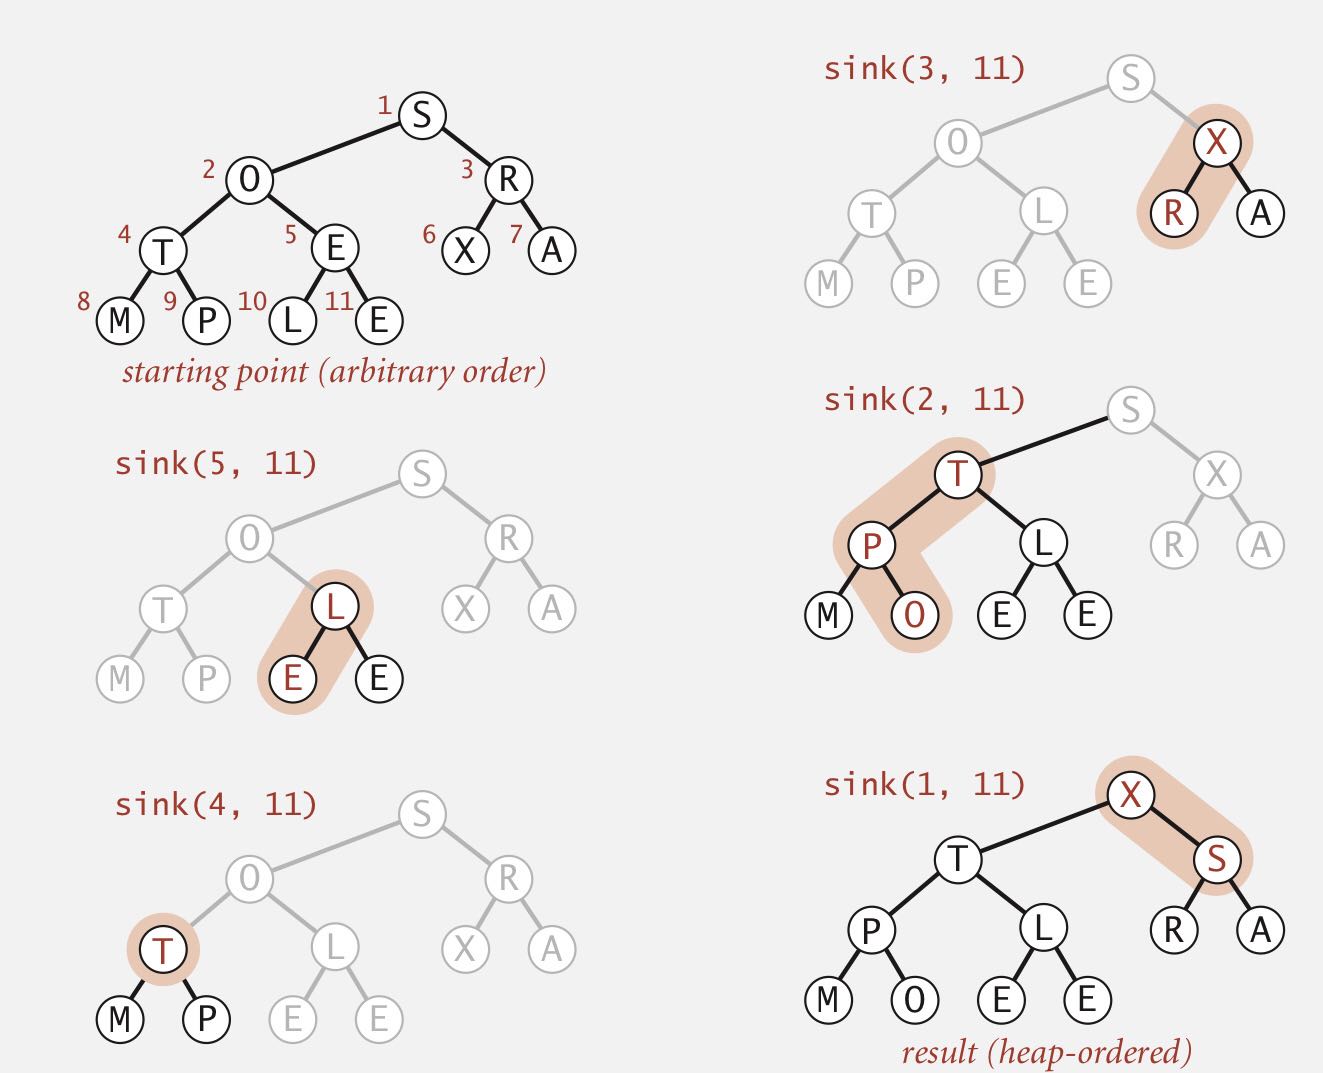 1 S
2 O 3 R
4 T 5 E 6 X 7 A
8 M 9 P 10 L 11 E
starting point (arbitrary order)
sink(5, 11)
S
O R
T L X A
M P E E
sink(4, 11)
S
O R
T L X A
M P E E
sink(3, 11)
S
O X
T L R A
M P E E
sink(2, 11)
S
T X
P L R A
M O E E
sink(1, 11)
X
T S
P L R A
M O E E
result (heap-ordered)